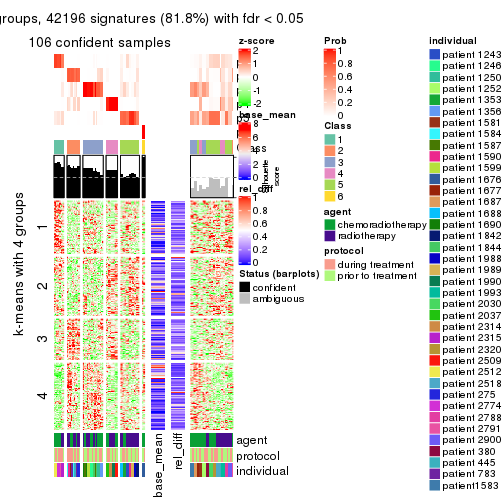 groups, 42196 signatures (81.8%) with fdr < 0.05
106 confident samples
k-means with 4 groups
1
2
3
4
base_mean
rel_diff
agent
protocol
individual
z-score
2
1
0
-1
-2
base_mean
8
6
4
2
0
rel_diff
1
0.8
0.6
0.4
0.2
0
Status (barplots)
confident
ambiguous
silhouette
score
Prob
1
0.8
0.6
0.4
0.2
0
Class
1
2
3
4
5
6
agent
chemoradiotherapy
radiotherapy
protocol
during treatment
prior to treatment
individual
patient 1243
patient 1246
patient 1250
patient 1252
patient 1353
patient 1356
patient 1581
patient 1584
patient 1587
patient 1590
patient 1599
patient 1676
patient 1677
patient 1687
patient 1688
patient 1690
patient 1842
patient 1844
patient 1988
patient 1989
patient 1990
patient 1993
patient 2030
patient 2037
patient 2314
patient 2315
patient 2320
patient 2509
patient 2512
patient 2518
patient 275
patient 2774
patient 2788
patient 2791
patient 2900
patient 380
patient 445
patient 783
patient1583